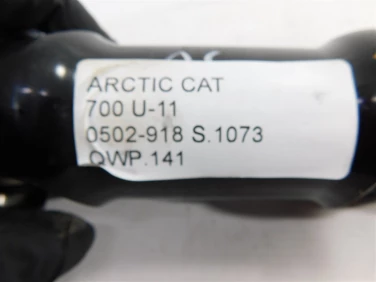 ARCTIC CAT
700 U-11
0502-918 S.1073
QWP.141